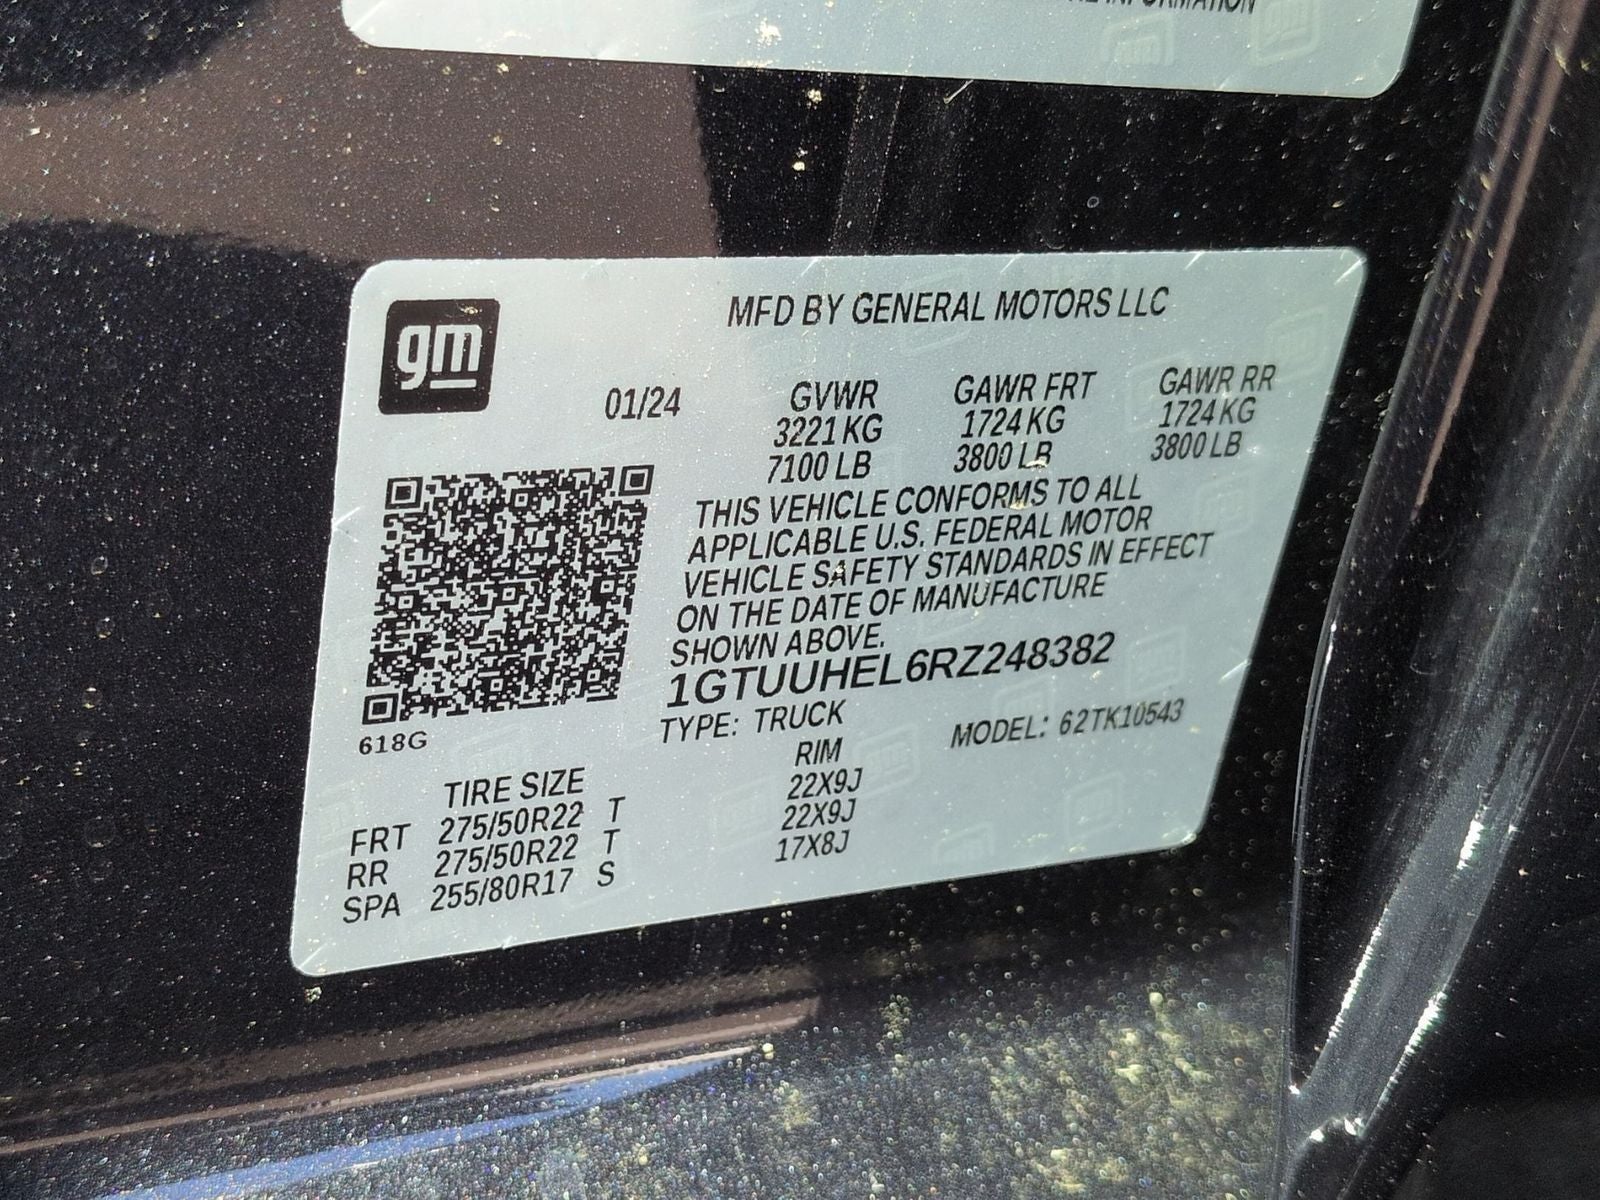 INFORMATION
gm
MFD BY GENERAL MOTORS LLC
01/24 GVWR GAWR FRT GAWR RR
3221 KG 1724 KG 1724 KG
7100 LB 3800 LB 3800 LB
THIS VEHICLE CONFORMS TO ALL
APPLICABLE U.S. FEDERAL MOTOR
VEHICLE SAFETY STANDARDS IN EFFECT
ON THE DATE OF MANUFACTURE
SHOWN ABOVE.
1GTUUHEL6RZ248382
618G
TYPE: TRUCK MODEL: 62TK10543
TIRE SIZE RIM
FRT 275/50R22 T 22X9J
RR 275/50R22 T 22X9J
SPA 255/80R17 S 17X8J